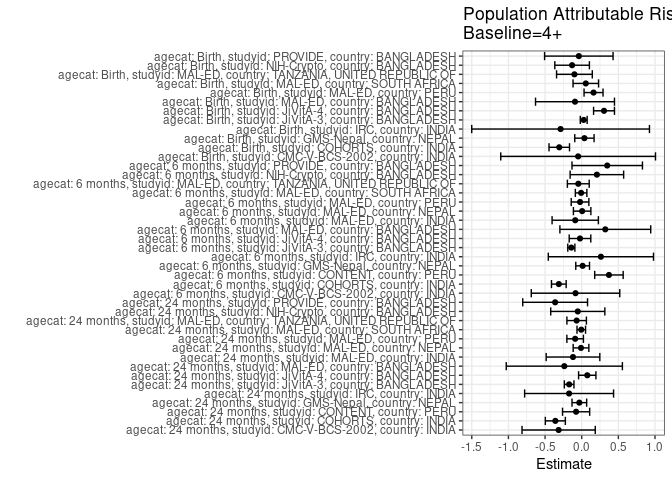 Population Attributable Ris
Baseline=4+
agecat: Birth, studyid: PROVIDE, country: BANGLADESH
agecat: Birth, studyid: NIH-Crypto, country: BANGLADESH
agecat: Birth, studyid: MAL-ED, country: TANZANIA, UNITED REPUBLIC OF
agecat: Birth, studyid: MAL-ED, country: SOUTH AFRICA
agecat: Birth, studyid: MAL-ED, country: PERU
agecat: Birth, studyid: MAL-ED, country: BANGLADESH
agecat: Birth, studyid: JiVitA-4, country: BANGLADESH
agecat: Birth, studyid: JiVitA-3, country: BANGLADESH
agecat: Birth, studyid: IRC, country: INDIA
agecat: Birth, studyid: GMS-Nepal, country: NEPAL
agecat: Birth, studyid: COHORTS, country: INDIA
agecat: Birth, studyid: CMC-V-BCS-2002, country: INDIA
agecat: 6 months, studyid: PROVIDE, country: BANGLADESH
agecat: 6 months, studyid: NIH-Crypto, country: BANGLADESH
agecat: 6 months, studyid: MAL-ED, country: TANZANIA, UNITED REPUBLIC OF
agecat: 6 months, studyid: MAL-ED, country: SOUTH AFRICA
agecat: 6 months, studyid: MAL-ED, country: PERU
agecat: 6 months, studyid: MAL-ED, country: NEPAL
agecat: 6 months, studyid: MAL-ED, country: INDIA
agecat: 6 months, studyid: MAL-ED, country: BANGLADESH
agecat: 6 months, studyid: JiVitA-4, country: BANGLADESH
agecat: 6 months, studyid: JiVitA-3, country: BANGLADESH
agecat: 6 months, studyid: IRC, country: INDIA
agecat: 6 months, studyid: GMS-Nepal, country: NEPAL
agecat: 6 months, studyid: CONTENT, country: PERU
agecat: 6 months, studyid: COHORTS, country: INDIA
agecat: 6 months, studyid: CMC-V-BCS-2002, country: INDIA
agecat: 24 months, studyid: PROVIDE, country: BANGLADESH
agecat: 24 months, studyid: NIH-Crypto, country: BANGLADESH
agecat: 24 months, studyid: MAL-ED, country: TANZANIA, UNITED REPUBLIC OF
agecat: 24 months, studyid: MAL-ED, country: SOUTH AFRICA
agecat: 24 months, studyid: MAL-ED, country: PERU
agecat: 24 months, studyid: MAL-ED, country: NEPAL
agecat: 24 months, studyid: MAL-ED, country: INDIA
agecat: 24 months, studyid: MAL-ED, country: BANGLADESH
agecat: 24 months, studyid: JiVitA-4, country: BANGLADESH
agecat: 24 months, studyid: JiVitA-3, country: BANGLADESH
agecat: 24 months, studyid: IRC, country: INDIA
agecat: 24 months, studyid: GMS-Nepal, country: NEPAL
agecat: 24 months, studyid: CONTENT, country: PERU
agecat: 24 months, studyid: COHORTS, country: INDIA
agecat: 24 months, studyid: CMC-V-BCS-2002, country: INDIA
-1.5 -1.0 -0.5 0.0 0.5 1.0
Estimate